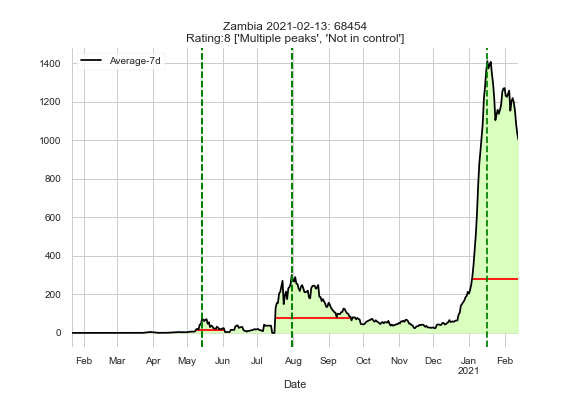 Zambia 2021-02-13: 68454
Rating:8 ['Multiple peaks', 'Not in control']
Average-7d
1400
1200
1000
800
600
400
200
0
Feb Mar Apr May Jun Jul Aug Sep Oct Nov Dec Jan Feb
2021
Date